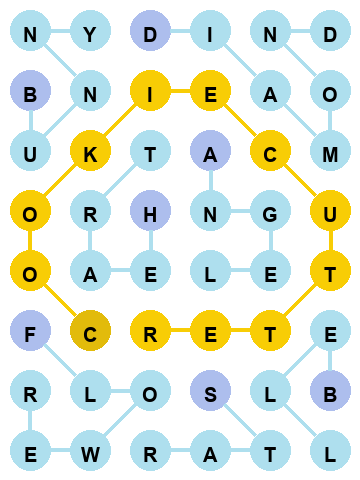 N Y D I N D
B N I E A O
U K T A C M
O R H N G U
O A E L E T
F C R E T E
R L O S L B
E W R A T L